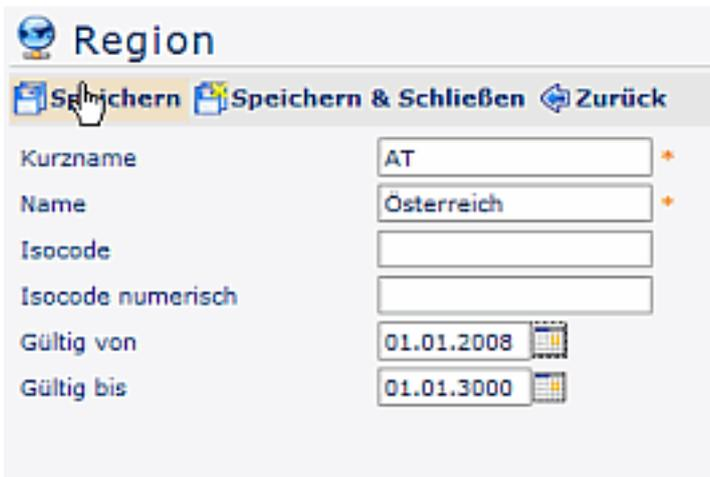 Region
Speichern Speichern & Schließen Zurück
Kurzname AT *
Name Österreich *
Isocode
Isocode numerisch
Gültig von 01.01.2008
Gültig bis 01.01.3000